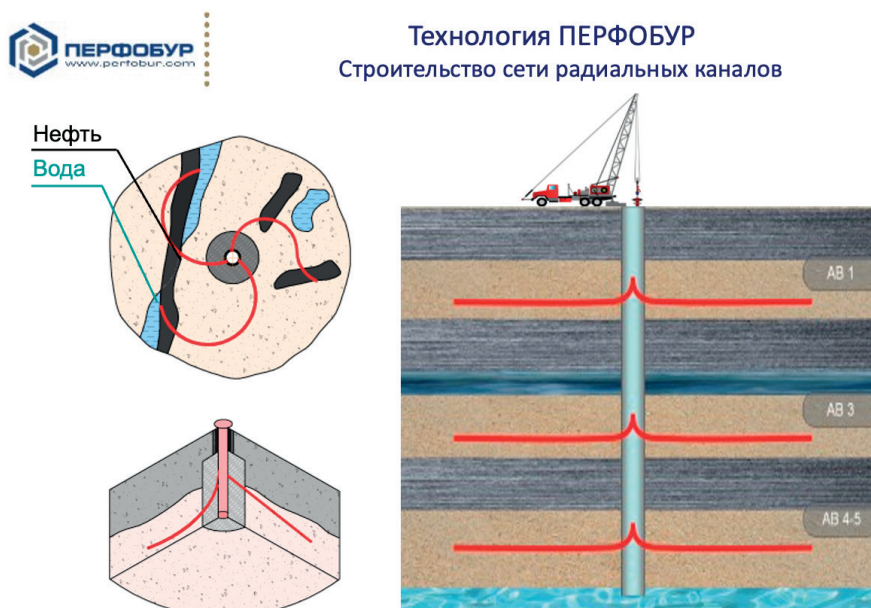 ПЕРФОБУР
www.perfobur.com
Технология ПЕРФОБУР
Строительство сети радиальных каналов
Нефть
Вода
АВ 1
АВ 3
АВ 4-5